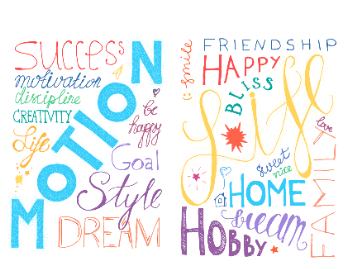 SUCCESS
motivation
discipline
CREATIVITY
Life
MOTION
be
happy
Goal
Style
DREAM
smile
FRIENDSHIP
HAPPY
BLISS
Life
love
FAMILY
sweet
nice
HOME
dream
HOBBY